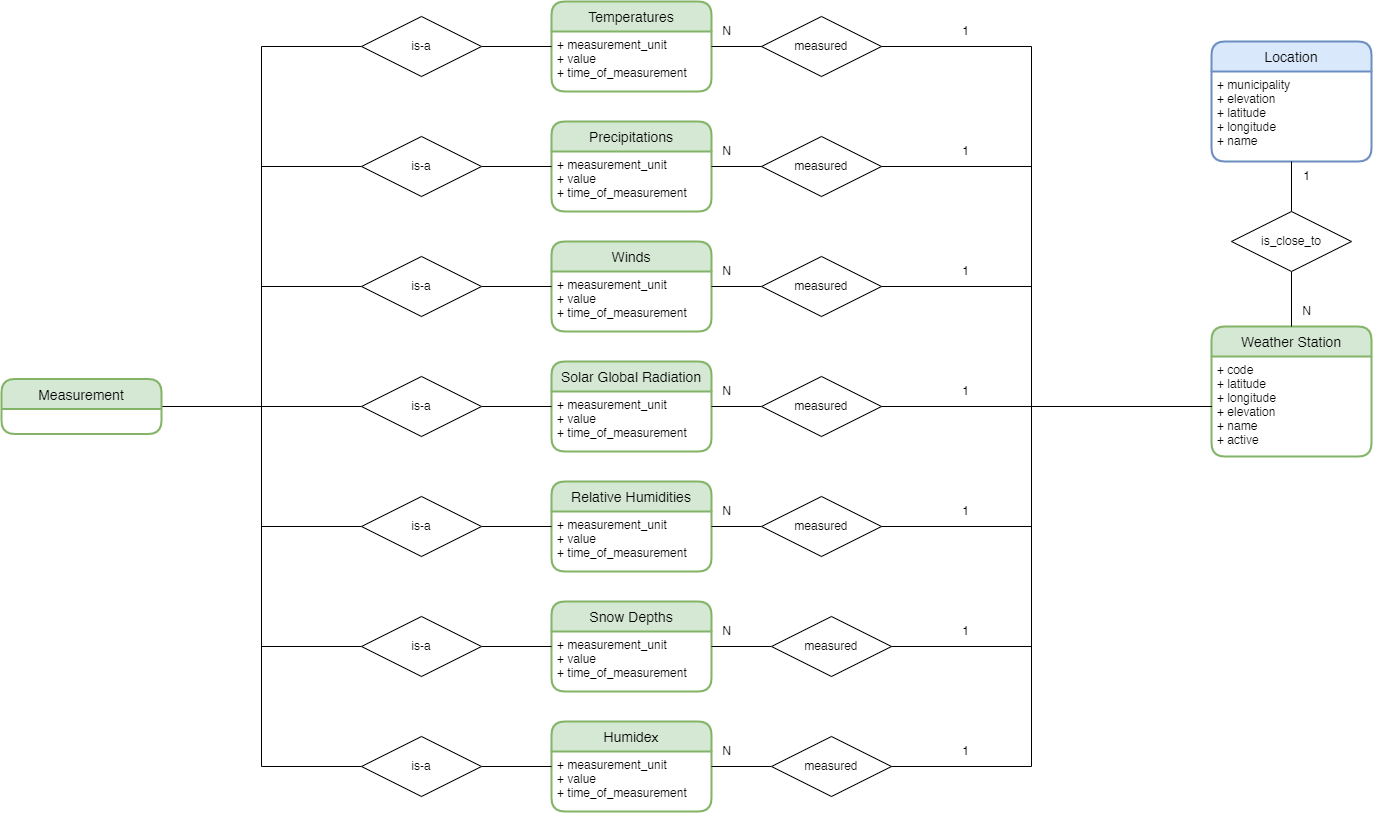 Temperatures
+ measurement_unit
+ value
+ time_of_measurement
is-a
N
measured
1
Location
+ municipality
+ elevation
+ latitude
+ longitude
+ name
Precipitations
+ measurement_unit
+ value
+ time_of_measurement
is-a
N
measured
1
1
is_close_to
N
Winds
+ measurement_unit
+ value
+ time_of_measurement
is-a
N
measured
1
Weather Station
+ code
+ latitude
+ longitude
+ elevation
+ name
+ active
Measurement
Solar Global Radiation
+ measurement_unit
+ value
+ time_of_measurement
is-a
N
measured
1
Relative Humidities
+ measurement_unit
+ value
+ time_of_measurement
is-a
N
measured
1
Snow Depths
+ measurement_unit
+ value
+ time_of_measurement
is-a
N
measured
1
Humidex
+ measurement_unit
+ value
+ time_of_measurement
is-a
N
measured
1